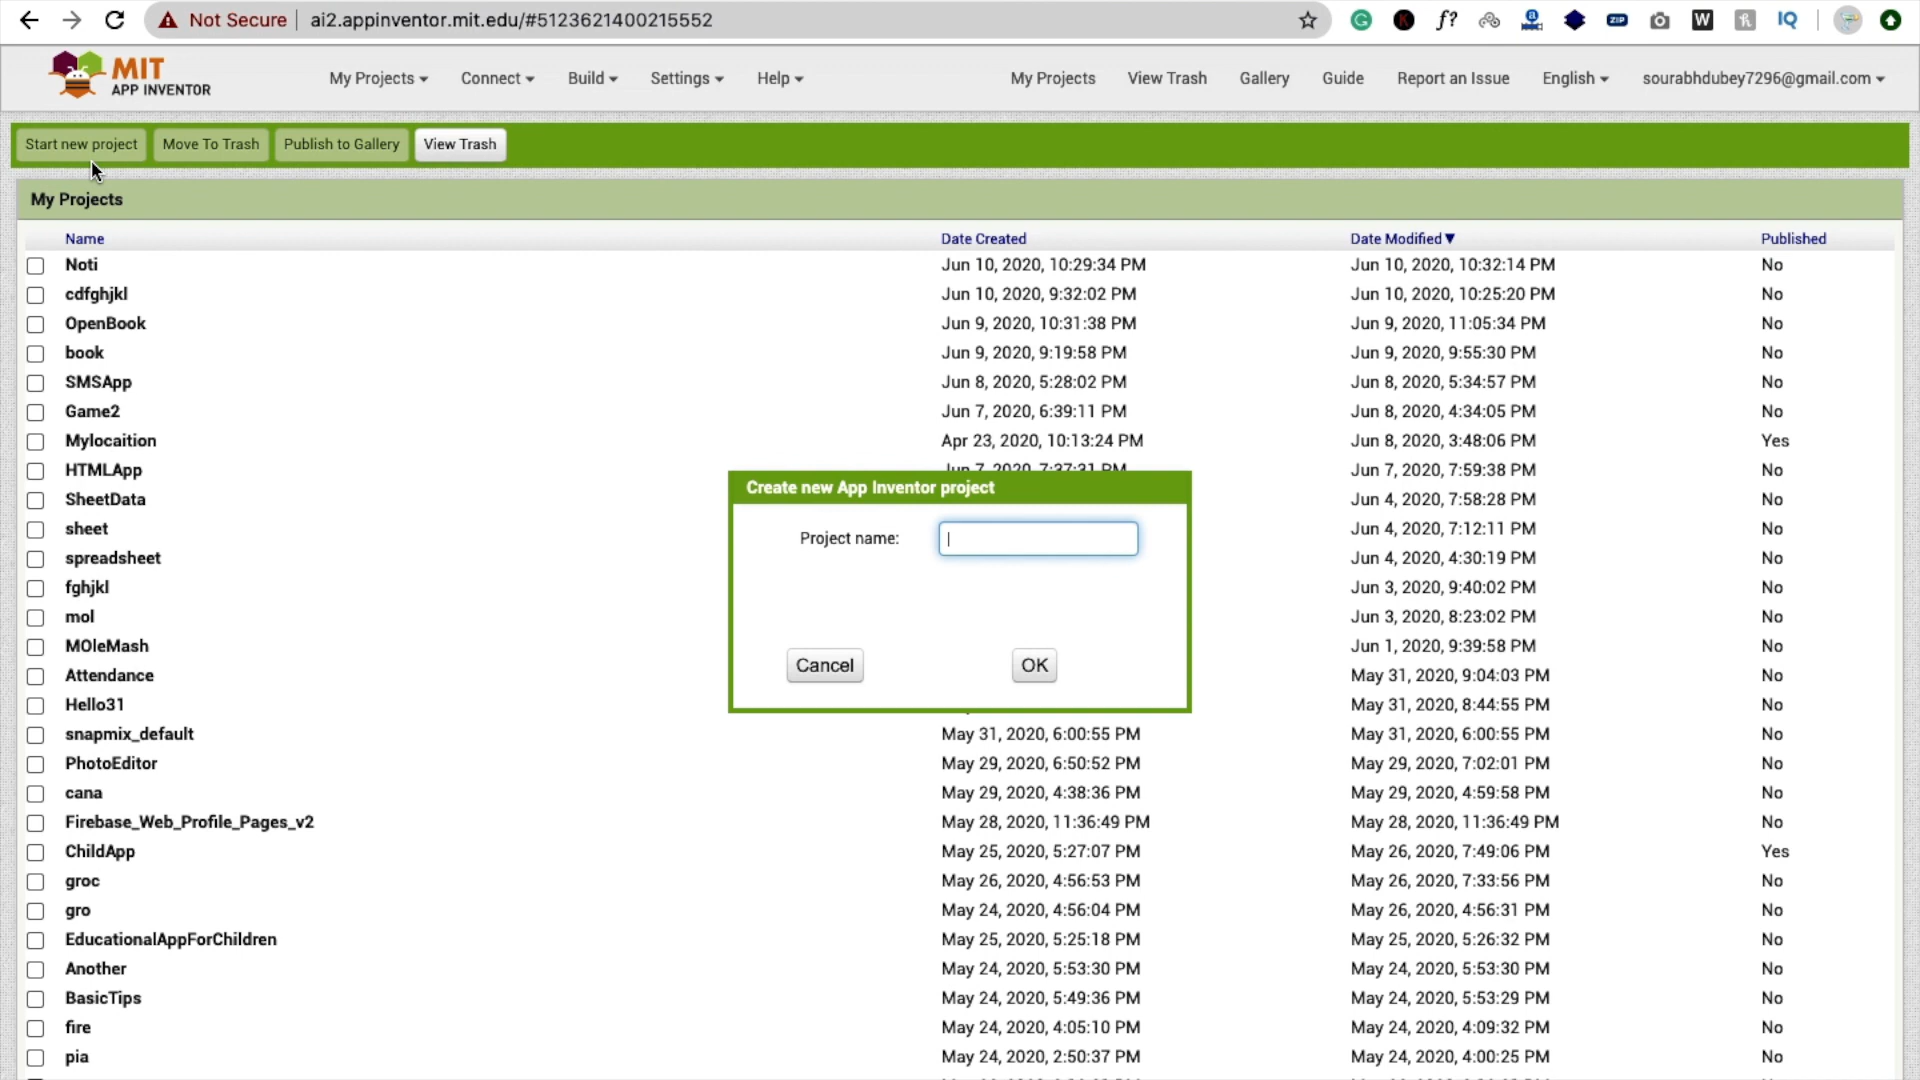 Not Secure ai2.appinventor.mit.edu/#5123621400215552
MIT APP INVENTOR My Projects Connect Build Settings Help My Projects View Trash Gallery Guide Report an Issue English sourabhdubey7296@gmail.com
Start new project Move To Trash Publish to Gallery View Trash
My Projects
Name Date Created Date Modified Published
Noti Jun 10, 2020, 10:29:34 PM Jun 10, 2020, 10:32:14 PM No
cdfghjkl Jun 10, 2020, 9:32:02 PM Jun 10, 2020, 10:25:20 PM No
OpenBook Jun 9, 2020, 10:31:38 PM Jun 9, 2020, 11:05:34 PM No
book Jun 9, 2020, 9:19:58 PM Jun 9, 2020, 9:55:30 PM No
SMSApp Jun 8, 2020, 5:28:02 PM Jun 8, 2020, 5:34:57 PM No
Game2 Jun 7, 2020, 6:39:11 PM Jun 8, 2020, 4:34:05 PM No
Mylocaition Apr 23, 2020, 10:13:24 PM Jun 8, 2020, 3:48:06 PM Yes
HTMLApp Jun 7, 2020, 7:37:31 PM Jun 7, 2020, 7:59:38 PM No
SheetData Jun 4, 2020, 7:58:28 PM No
sheet Jun 4, 2020, 7:12:11 PM No
spreadsheet Jun 4, 2020, 4:30:19 PM No
fghjkl Jun 3, 2020, 9:40:02 PM No
mol Jun 3, 2020, 8:23:02 PM No
MOleMash Jun 1, 2020, 9:39:58 PM No
Attendance May 31, 2020, 9:04:03 PM No
Hello31 May 31, 2020, 8:44:55 PM No
snapmix_default May 31, 2020, 6:00:55 PM May 31, 2020, 6:00:55 PM No
PhotoEditor May 29, 2020, 6:50:52 PM May 29, 2020, 7:02:01 PM No
cana May 29, 2020, 4:38:36 PM May 29, 2020, 4:59:58 PM No
Firebase_Web_Profile_Pages_v2 May 28, 2020, 11:36:49 PM May 28, 2020, 11:36:49 PM No
ChildApp May 25, 2020, 5:27:07 PM May 26, 2020, 7:49:06 PM Yes
groc May 26, 2020, 4:56:53 PM May 26, 2020, 7:33:56 PM No
gro May 24, 2020, 4:56:04 PM May 26, 2020, 4:56:31 PM No
EducationalAppForChildren May 25, 2020, 5:25:18 PM May 25, 2020, 5:26:32 PM No
Another May 24, 2020, 5:53:30 PM May 24, 2020, 5:53:30 PM No
BasicTips May 24, 2020, 5:49:36 PM May 24, 2020, 5:53:29 PM No
fire May 24, 2020, 4:05:10 PM May 24, 2020, 4:09:32 PM No
pia May 24, 2020, 2:50:37 PM May 24, 2020, 4:00:25 PM No
Create new App Inventor project
Project name:
Cancel OK